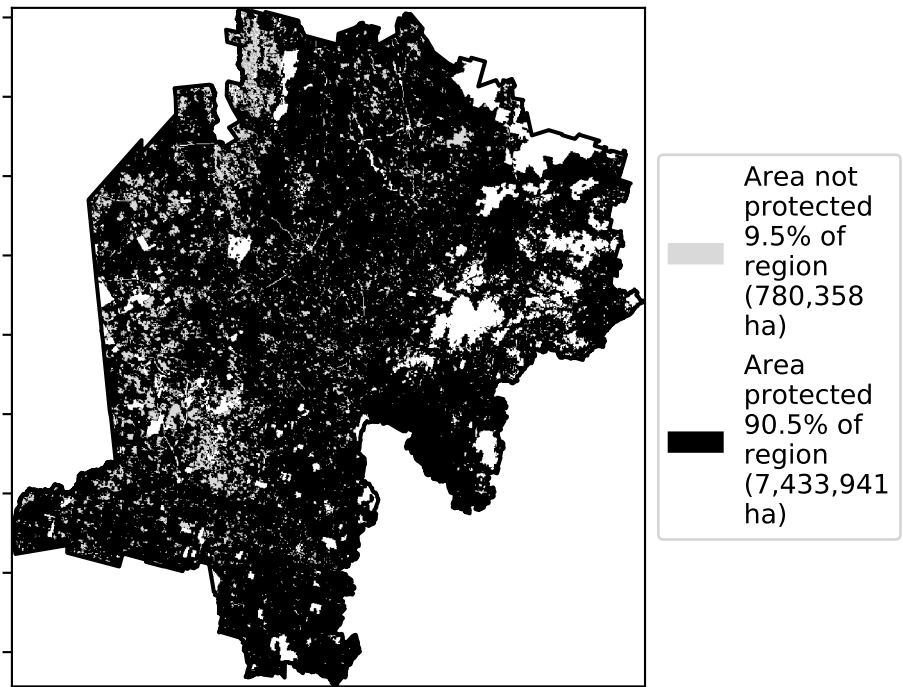 Area not
protected
9.5% of
region
(780,358
ha)
Area
protected
90.5% of
region
(7,433,941
ha)